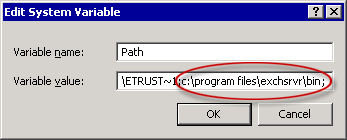 Edit System Variable
Variable name: Path
Variable value: \ETRUST~1;c:\program files\exchsrvr\bin;
OK Cancel